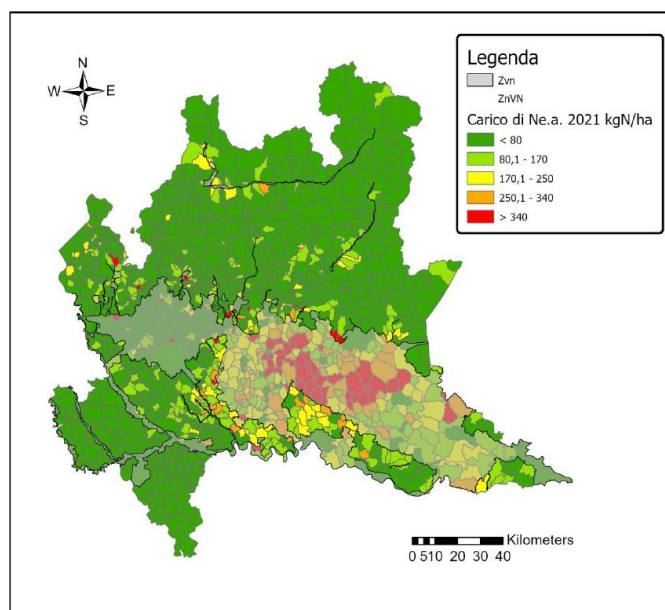 N
W E
S
Legenda
Zvn
ZnVN
Carico di Ne.a. 2021 kgN/ha
< 80
80,1 - 170
170,1 - 250
250,1 - 340
> 340
Kilometers
0 510 20 30 40